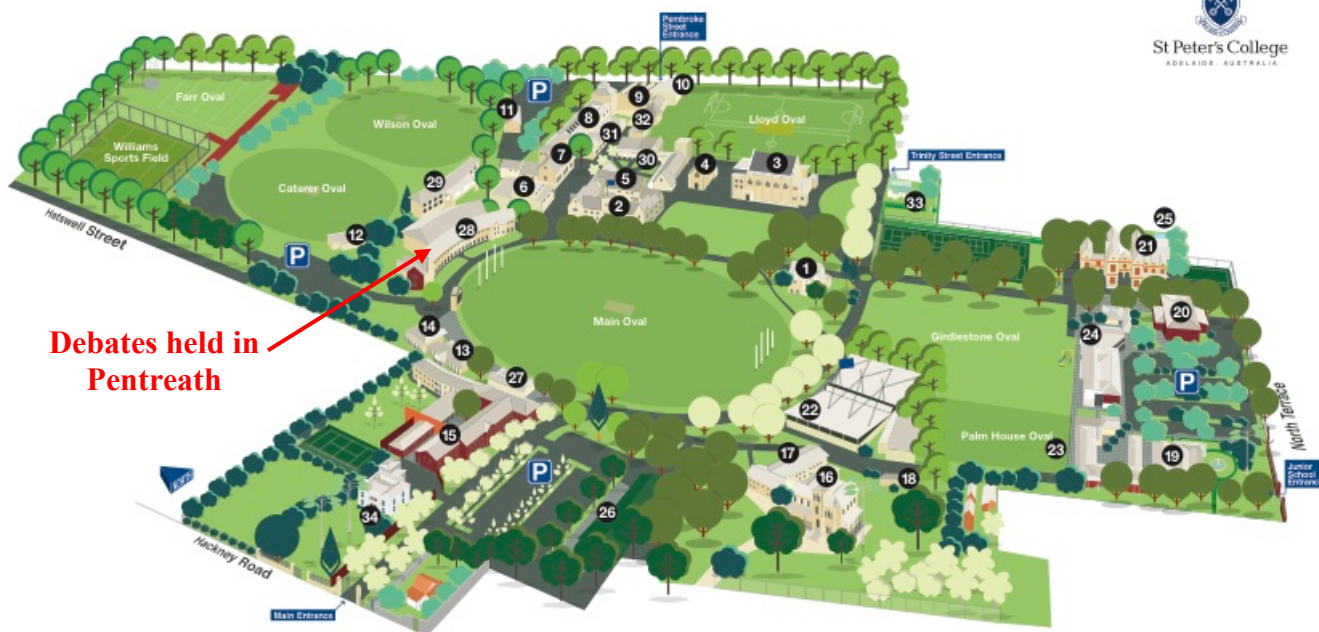 Pembroke
Street
Entrance
St Peter's College
ADELAIDE, AUSTRALIA
P
10
9
Farr Oval
11
8
32
Lloyd Oval
Wilson Oval
31
Williams
Sports Field
7
30
4
3
Trinity Street Entrance
5
Caterer Oval
29
6
2
33
25
Hatswell Street
12
28
21
P
1
20
Main Oval
14
Girdlestone Oval
24
Debates held in
Pentreath
13
27
P
North Terrace
22
15
Palm House Oval
23
17
19
P
16
18
Junior
School
Entrance
NORTH
34
26
Hackney Road
Main Entrance